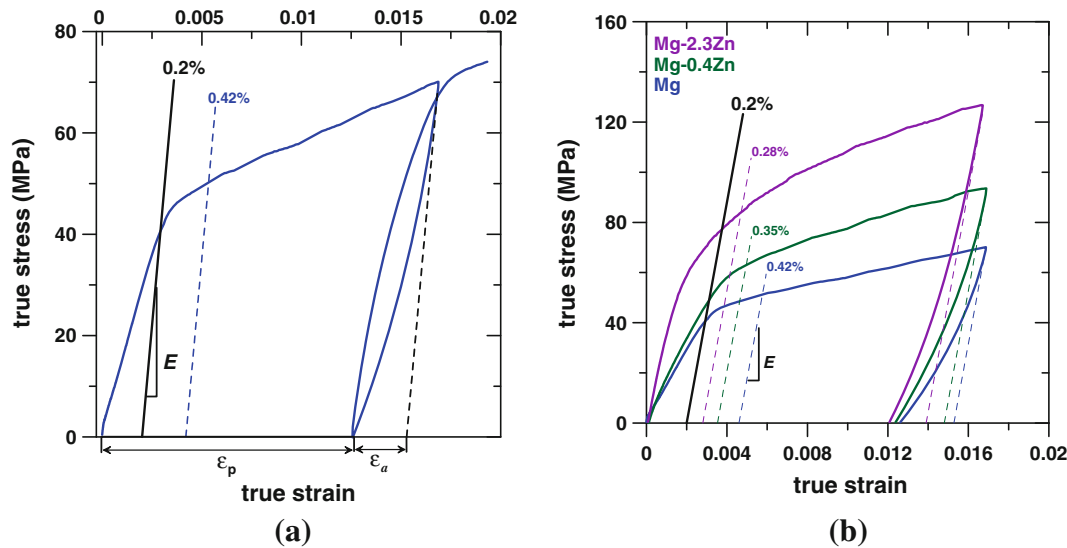 0 0.005 0.01 0.015 0.02
80
60
40
20
0
true stress (MPa)
0.2%
0.42%
E
εp
εa
true strain
(a)
160
120
80
40
0
true stress (MPa)
Mg-2.3Zn
Mg-0.4Zn
Mg
0.2%
0.28%
0.35%
0.42%
E
0 0.004 0.008 0.012 0.016 0.02
true strain
(b)